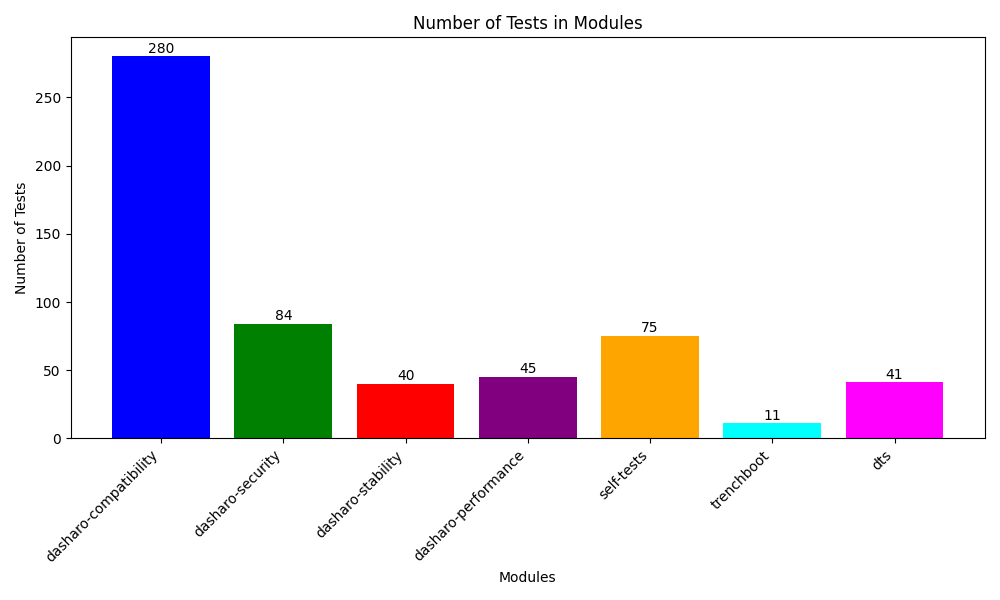 Number of Tests in Modules
Number of Tests
250
200
150
100
50
0
280
84
40
45
75
11
41
dasharo-compatibility
dasharo-security
dasharo-stability
dasharo-performance
self-tests
trenchboot
dts
Modules